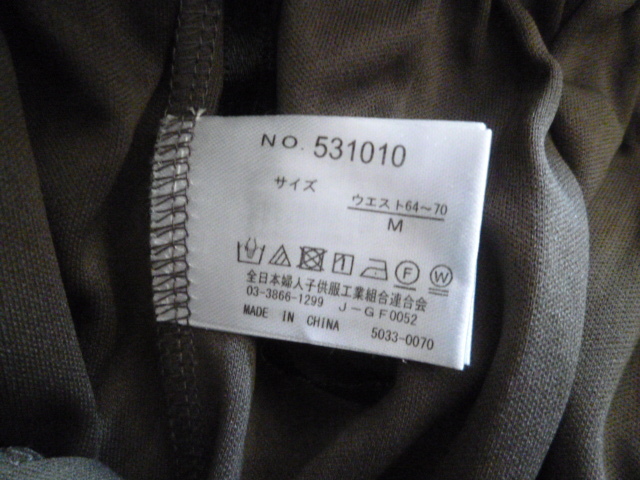 NO. 531010
サイズ
ウエスト64～70
M
F W
全日本婦人子供服工業組合連合会
03-3866-1299 J-GF0052
MADE IN CHINA 5033-0070